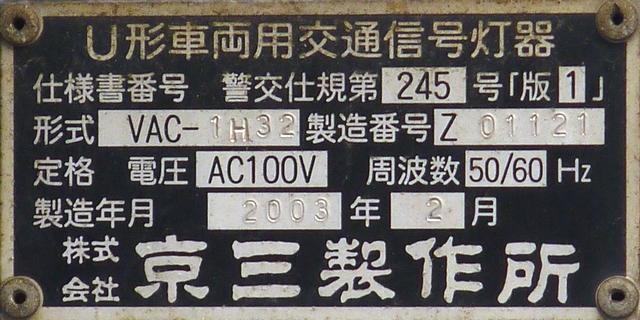 U形車両用交通信号灯器
仕様書番号 警交仕規第 245 号「版 1」
形式 VAC-1H32 製造番号 Z 01121
定格 電圧 AC100V 周波数 50/60 Hz
製造年月 2003 年 2 月
株式会社 京三製作所